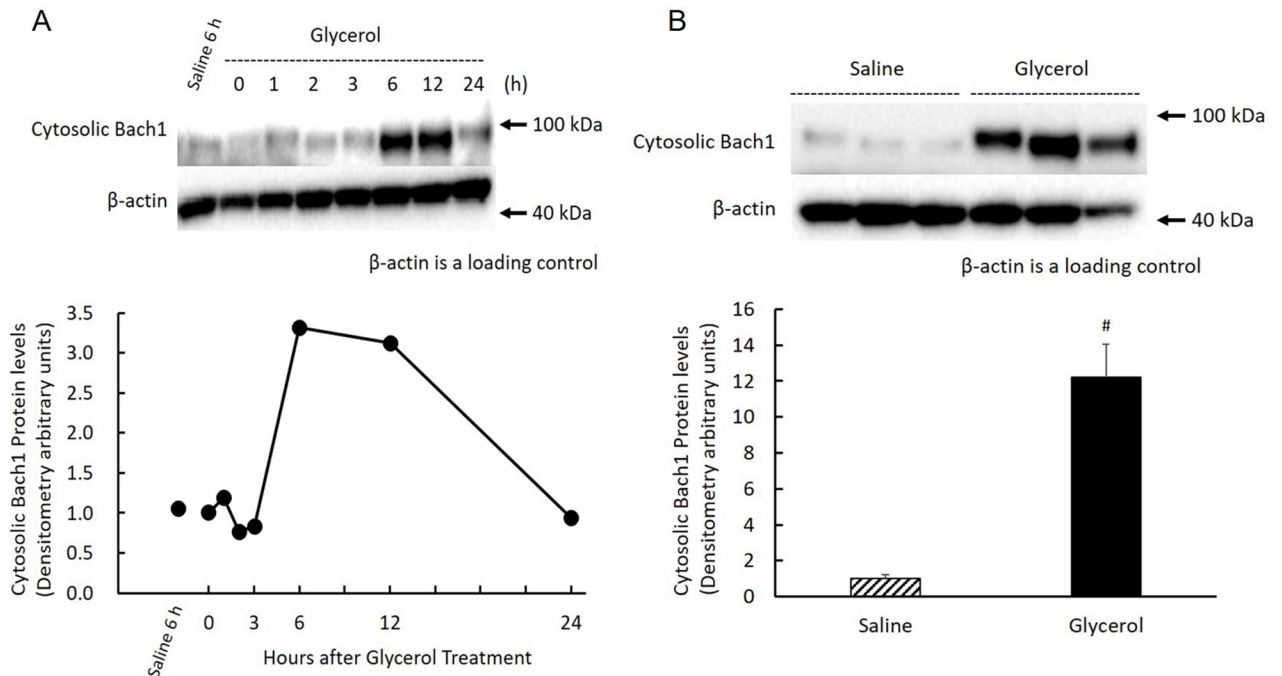 A
Saline 6 h
Glycerol
0 1 2 3 6 12 24 (h)
Cytosolic Bach1
100 kDa
β-actin
40 kDa
β-actin is a loading control
Cytosolic Bach1 Protein levels
(Densitometry arbitrary units)
3.5
3.0
2.5
2.0
1.5
1.0
0.5
0.0
Saline 6 h
0 3 6 12 24
Hours after Glycerol Treatment
B
Saline Glycerol
Cytosolic Bach1
100 kDa
β-actin
40 kDa
β-actin is a loading control
Cytosolic Bach1 Protein levels
(Densitometry arbitrary units)
16
14
12
10
8
6
4
2
0
#
Saline Glycerol